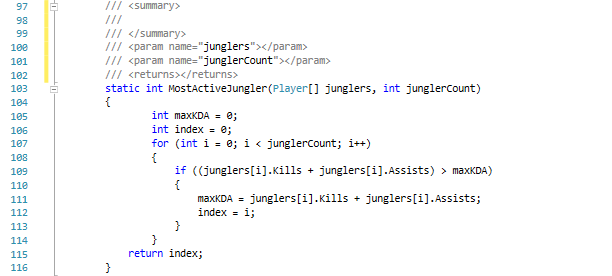 97 /// <summary>
98 ///
99 /// </summary>
100 /// <param name="junglers"></param>
101 /// <param name="junglerCount"></param>
102 /// <returns></returns>
103 static int MostActiveJungler(Player[] junglers, int junglerCount)
104 {
105 int maxKDA = 0;
106 int index = 0;
107 for (int i = 0; i < junglerCount; i++)
108 {
109 if ((junglers[i].Kills + junglers[i].Assists) > maxKDA)
110 {
111 maxKDA = junglers[i].Kills + junglers[i].Assists;
112 index = i;
113 }
114 }
115 return index;
116 }